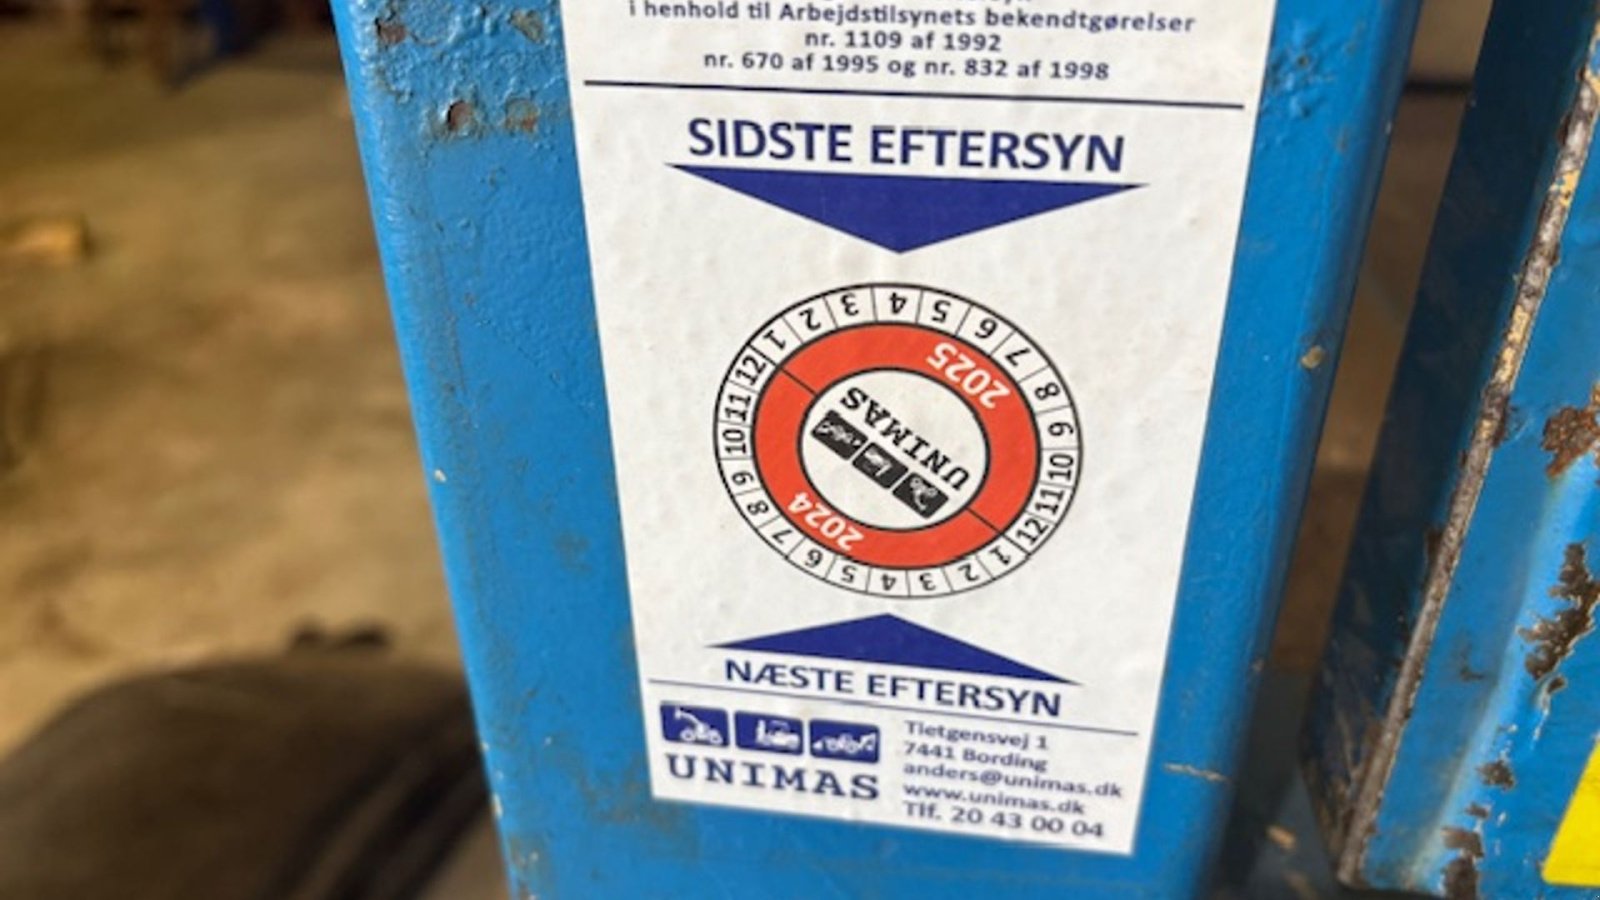 i henhold til Arbejdstilsynets bekendtgørelser
nr. 1109 af 1992
nr. 670 af 1995 og nr. 832 af 1998
SIDSTE EFTERSYN
1 2 3 4 5 6 7 8 9 10 11 12
2025
UNIMAS
2024
1 2 3 4 5 6 7 8 9 10 11 12
NÆSTE EFTERSYN
UNIMAS
Tietgensvej 1
7441 Bording
anders@unimas.dk
www.unimas.dk
Tlf. 20 43 00 04